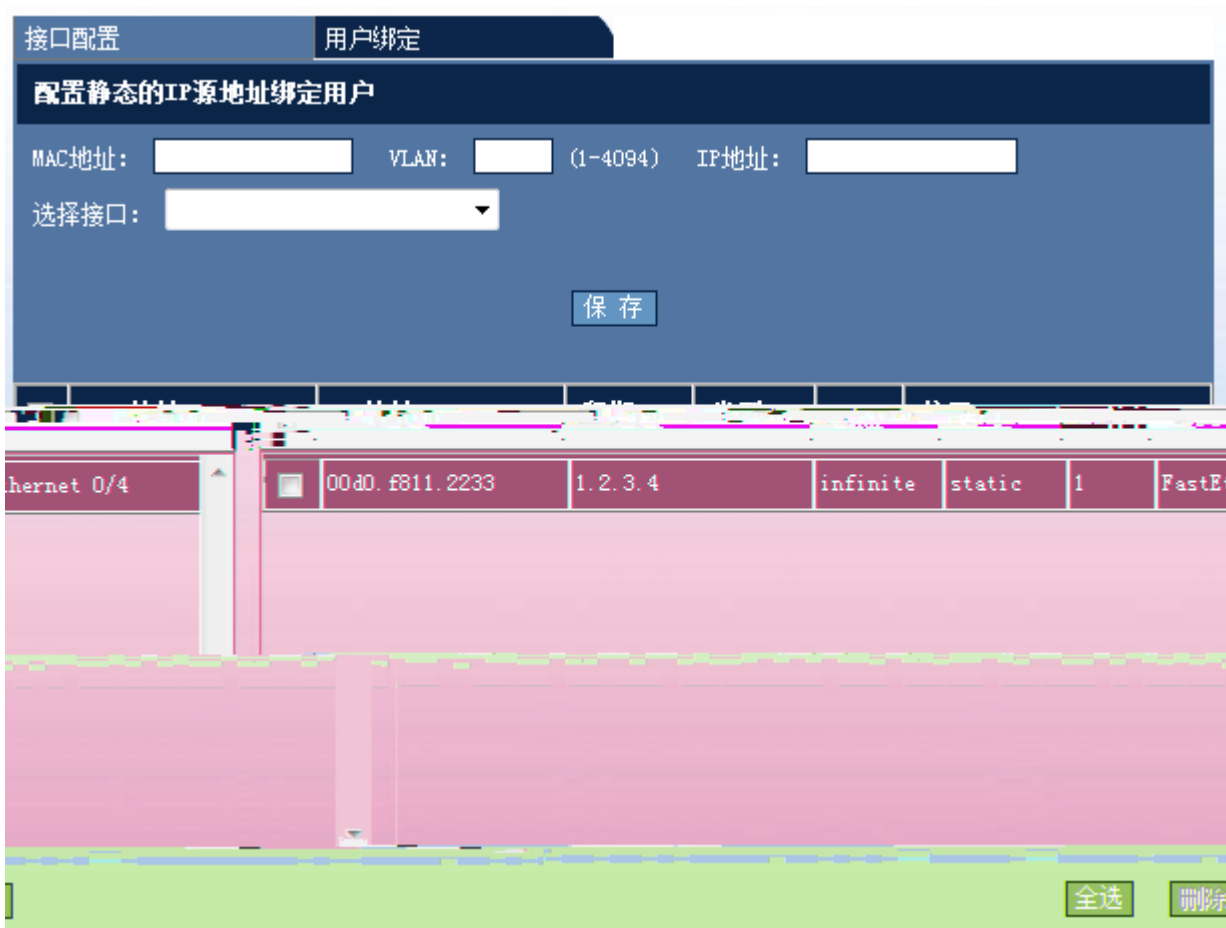 接口配置 用户绑定
配置静态的IP源地址绑定用户
MAC地址: VLAN: (1-4094) IP地址:
选择接口:
保 存
hernet 0/4 00d0.f811.2233 1.2.3.4 infinite static 1 FastE
全选 删除